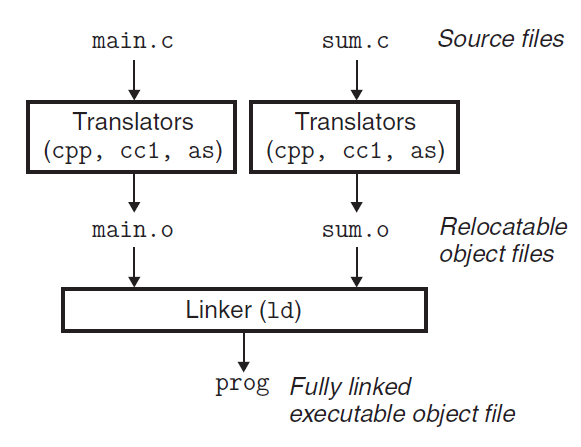 main.c sum.c Source files
Translators Translators
(cpp, cc1, as) (cpp, cc1, as)
main.o sum.o Relocatable
object files
Linker (ld)
prog Fully linked
executable object file